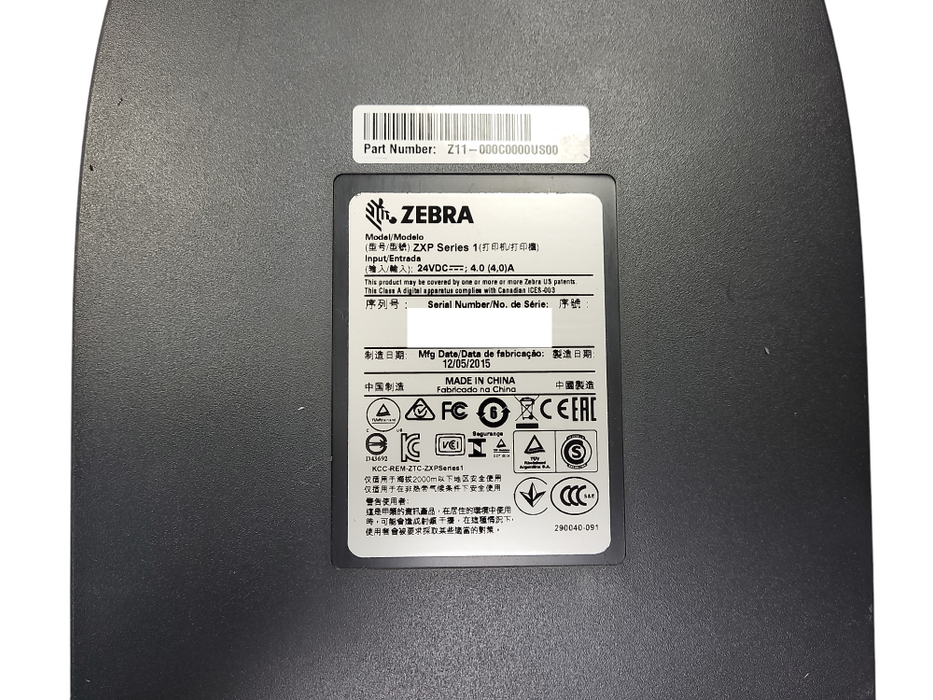 Part Number: Z11-000C0000US00
ZEBRA
Model/Modelo
(型号/型號) ZXP Series 1(打印机/打印機)
Input/Entrada
(输入/輸入): 24VDC⎓; 4.0 (4,0)A
This product may be covered by one or more Zebra US patents.
This Class A digital apparatus complies with Canadian ICES-003
序列号: Serial Number/No. de Série: 序號:
制造日期: Mfg Date/Data de fabricação: 製造日期:
12/05/2015
中国制造 MADE IN CHINA 中國製造
Fabricado na China
FC 6 CE EAC
D43692
VCI
Segurança
TÜV
Rheinland
Argentina S.A.
S
KCC-REM-ZTC-ZXPSeries1
仅适用于海拔2000m以下地区安全使用
仅适用于在非热带气候条件下安全使用
警告使用者:
這是甲類的資訊產品，在居住的環境中使用
時，可能會造成射頻干擾，在這種情況下，
使用者會被要求採取某些適當的對策。
CCC S&E
290040-091